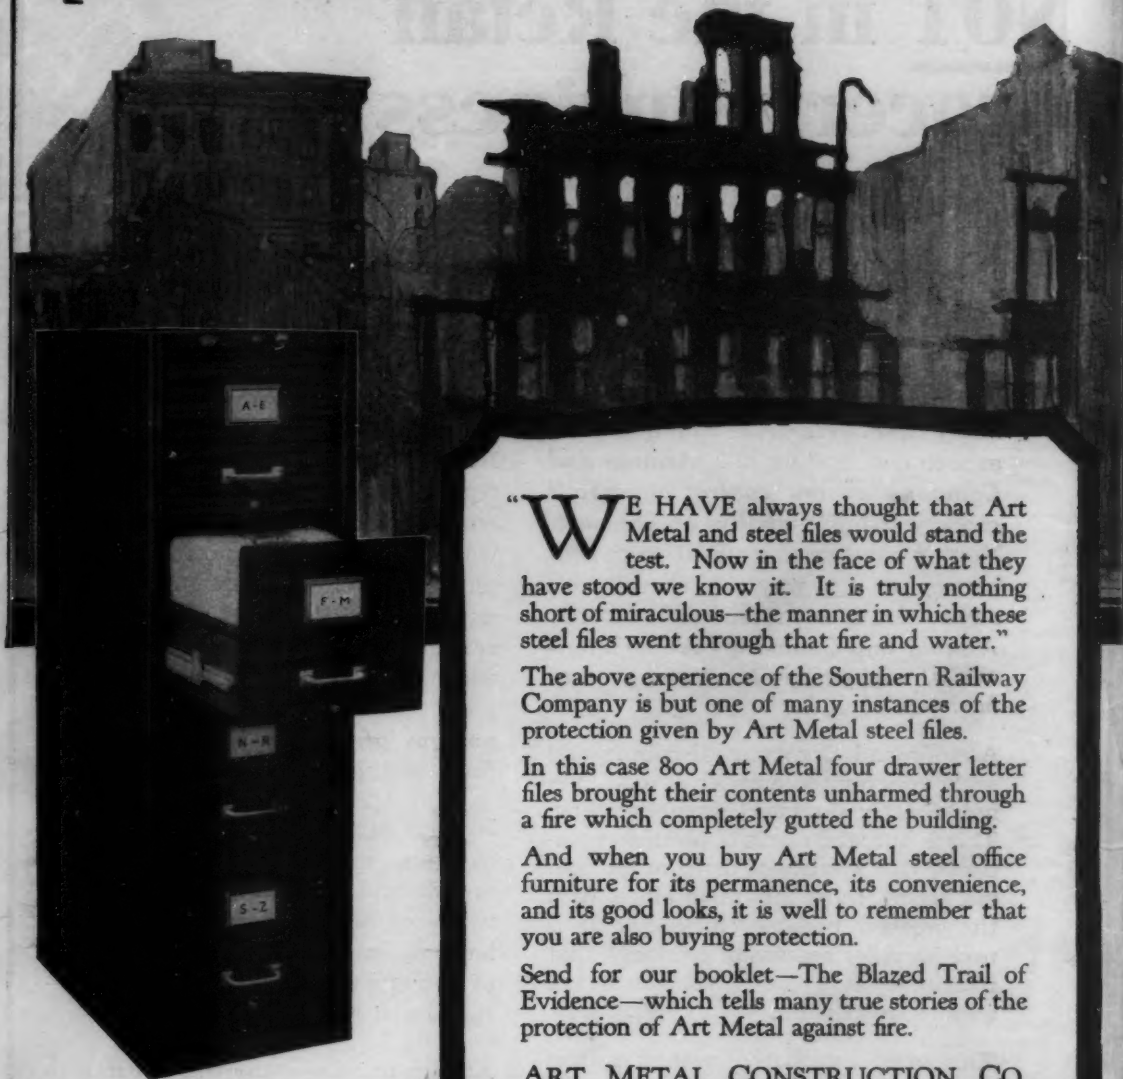 A-E
F-M
N-R
S-Z
“WE HAVE always thought that Art
Metal and steel files would stand the
test. Now in the face of what they
have stood we know it. It is truly nothing
short of miraculous—the manner in which these
steel files went through that fire and water.”
The above experience of the Southern Railway
Company is but one of many instances of the
protection given by Art Metal steel files.
In this case 800 Art Metal four drawer letter
files brought their contents unharmed through
a fire which completely gutted the building.
And when you buy Art Metal steel office
furniture for its permanence, its convenience,
and its good looks, it is well to remember that
you are also buying protection.
Send for our booklet—The Blazed Trail of
Evidence—which tells many true stories of the
protection of Art Metal against fire.
ART METAL CONSTRUCTION CO